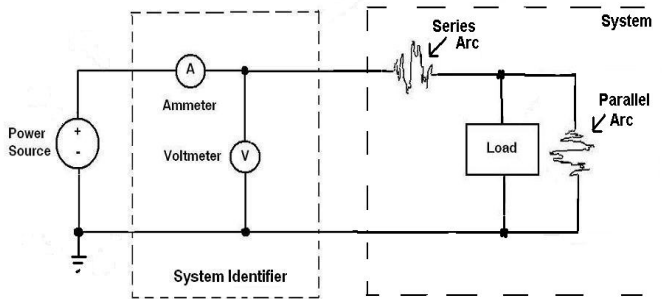 System
Series
Arc
A
Ammeter
Parallel
Arc
Power
Source
+
-
Voltmeter
V
Load
System Identifier